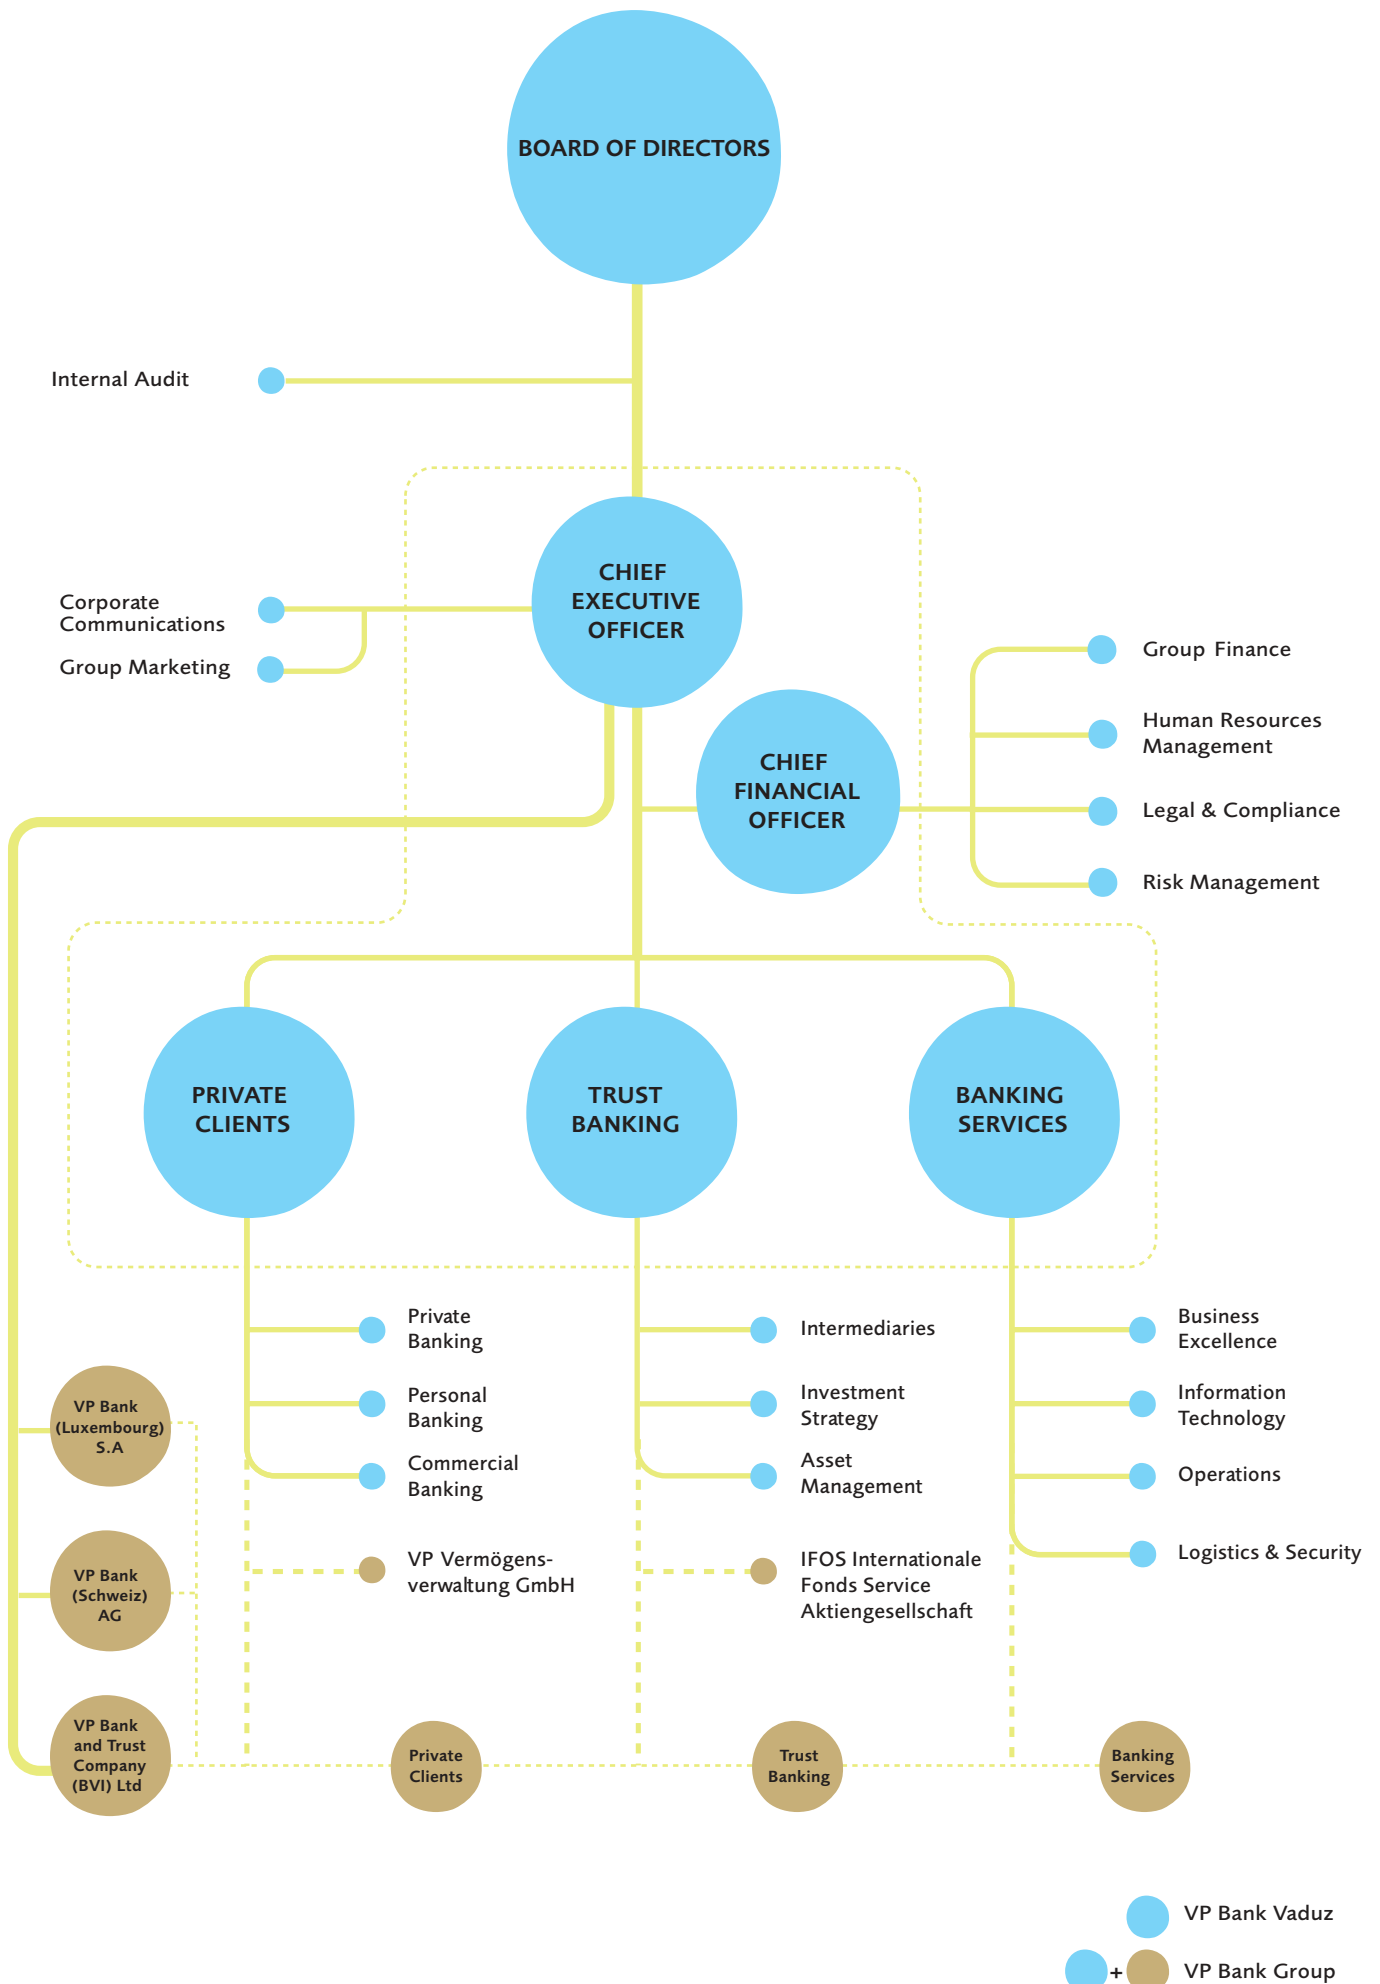 BOARD OF DIRECTORS
Internal Audit
CHIEF
EXECUTIVE
OFFICER
Corporate
Communications
Group Marketing
CHIEF
FINANCIAL
OFFICER
Group Finance
Human Resources
Management
Legal & Compliance
Risk Management
PRIVATE
CLIENTS
TRUST
BANKING
BANKING
SERVICES
Private
Banking
Personal
Banking
Commercial
Banking
VP Vermögens-
verwaltung GmbH
Intermediaries
Investment
Strategy
Asset
Management
IFOS Internationale
Fonds Service
Aktiengesellschaft
Business
Excellence
Information
Technology
Operations
Logistics & Security
VP Bank
(Luxembourg)
S.A
VP Bank
(Schweiz)
AG
VP Bank
and Trust
Company
(BVI) Ltd
Private
Clients
Trust
Banking
Banking
Services
VP Bank Vaduz
+ VP Bank Group